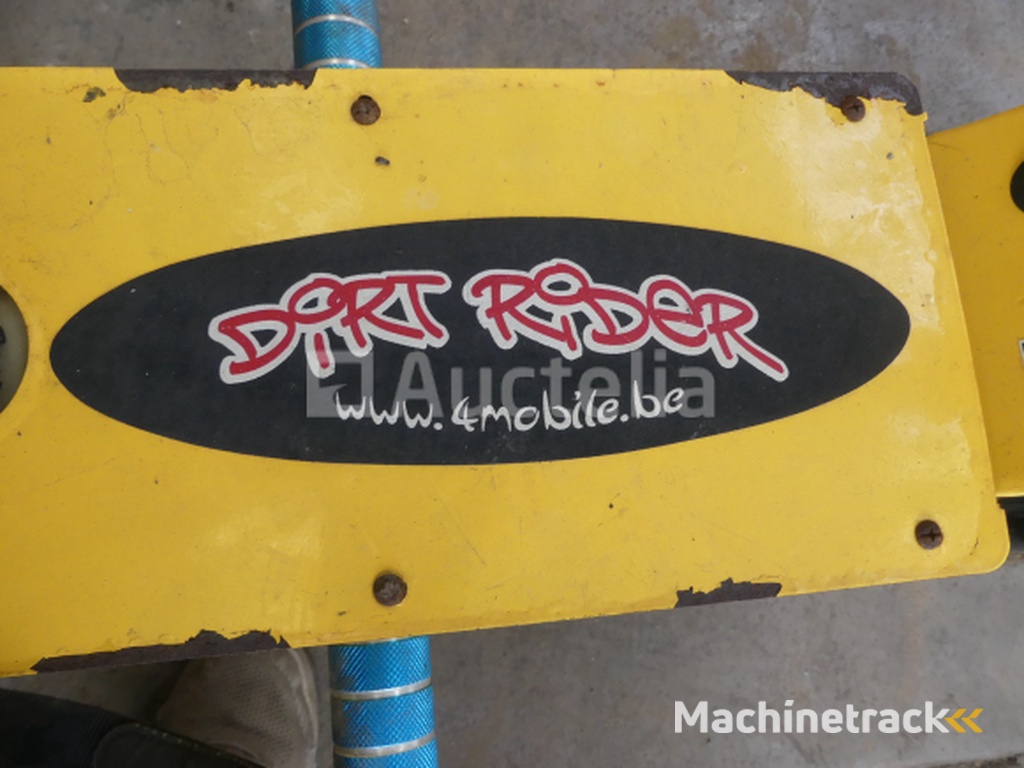 DiRT RiDER
Auctelia
www.4mobile.be
Machinetrack